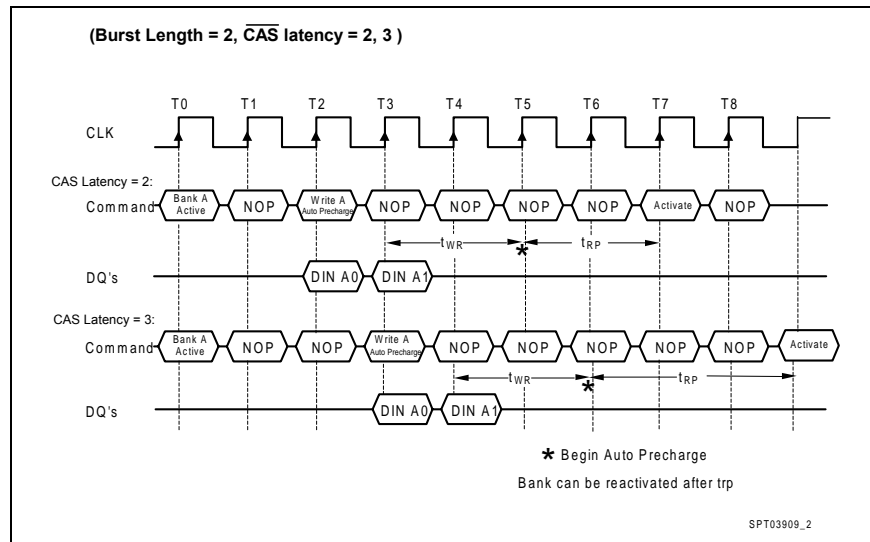 (Burst Length = 2, CAS latency = 2, 3 )
T0 T1 T2 T3 T4 T5 T6 T7 T8
CLK
CAS Latency = 2:
Command Bank A Active NOP Write A Auto Precharge NOP NOP NOP NOP Activate NOP
tWR * tRP
DQ's DIN A0 DIN A1
CAS Latency = 3:
Command Bank A Active NOP NOP Write A Auto Precharge NOP NOP NOP NOP NOP Activate
tWR * tRP
DQ's DIN A0 DIN A1
* Begin Auto Precharge
Bank can be reactivated after trp
SPT03909_2